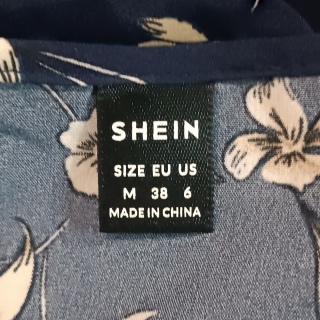 SHEIN
SIZE EU US
M 38 6
MADE IN CHINA